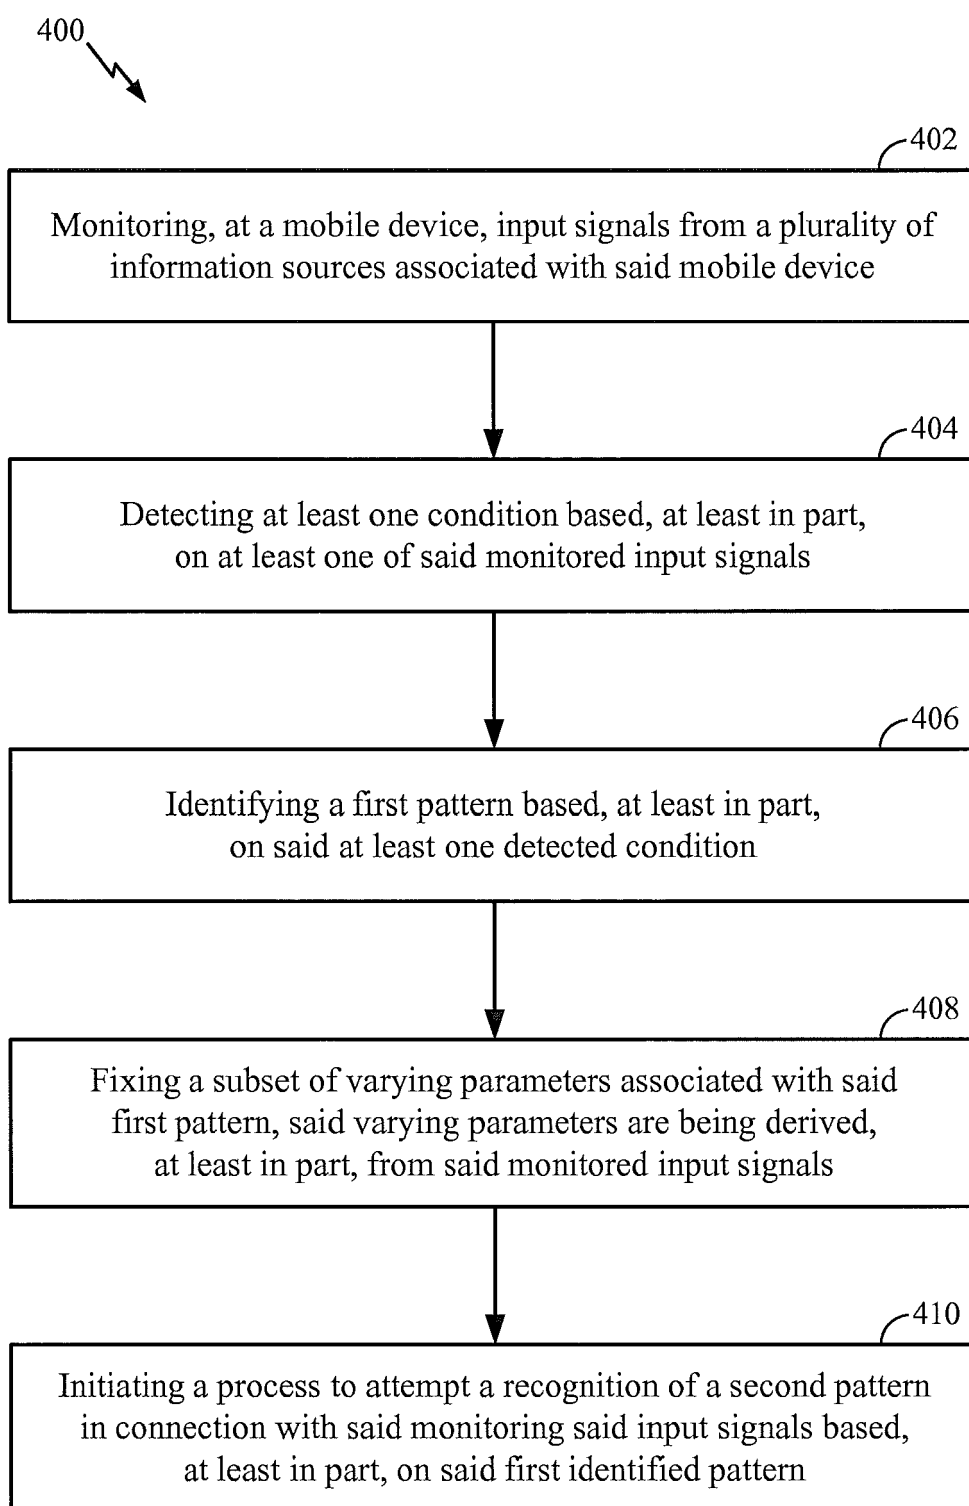 400
402
Monitoring, at a mobile device, input signals from a plurality of
information sources associated with said mobile device
404
Detecting at least one condition based, at least in part,
on at least one of said monitored input signals
406
Identifying a first pattern based, at least in part,
on said at least one detected condition
408
Fixing a subset of varying parameters associated with said
first pattern, said varying parameters are being derived,
at least in part, from said monitored input signals
410
Initiating a process to attempt a recognition of a second pattern
in connection with said monitoring said input signals based,
at least in part, on said first identified pattern